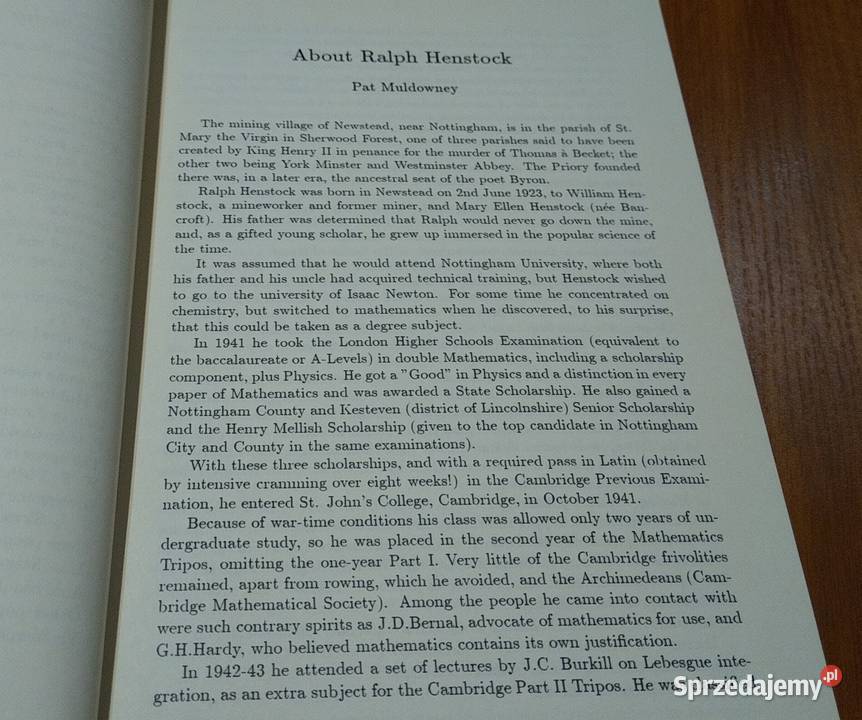 About Ralph Henstock
Pat Muldowney
The mining village of Newstead, near Nottingham, is in the parish of St.
Mary the Virgin in Sherwood Forest, one of three parishes said to have been
created by King Henry II in penance for the murder of Thomas à Becket; the
other two being York Minster and Westminster Abbey. The Priory founded
there was, in a later era, the ancestral seat of the poet Byron.
Ralph Henstock was born in Newstead on 2nd June 1923, to William Hen-
stock, a mineworker and former miner, and Mary Ellen Henstock (née Ban-
croft). His father was determined that Ralph would never go down the mine,
and, as a gifted young scholar, he grew up immersed in the popular science of
the time.
It was assumed that he would attend Nottingham University, where both
his father and his uncle had acquired technical training, but Henstock wished
to go to the university of Isaac Newton. For some time he concentrated on
chemistry, but switched to mathematics when he discovered, to his surprise,
that this could be taken as a degree subject.
In 1941 he took the London Higher Schools Examination (equivalent to
the baccalaureate or A-Levels) in double Mathematics, including a scholarship
component, plus Physics. He got a "Good" in Physics and a distinction in every
paper of Mathematics and was awarded a State Scholarship. He also gained a
Nottingham County and Kesteven (district of Lincolnshire) Senior Scholarship
and the Henry Mellish Scholarship (given to the top candidate in Nottingham
City and County in the same examinations).
With these three scholarships, and with a required pass in Latin (obtained
by intensive cramming over eight weeks!) in the Cambridge Previous Exami-
nation, he entered St. John's College, Cambridge, in October 1941.
Because of war-time conditions his class was allowed only two years of un-
dergraduate study, so he was placed in the second year of the Mathematics
Tripos, omitting the one-year Part I. Very little of the Cambridge frivolities
remained, apart from rowing, which he avoided, and the Archimedeans (Cam-
bridge Mathematical Society). Among the people he came into contact with
were such contrary spirits as J.D.Bernal, advocate of mathematics for use, and
G.H.Hardy, who believed mathematics contains its own justification.
In 1942-43 he attended a set of lectures by J.C. Burkill on Lebesgue inte-
gration, as an extra subject for the Cambridge Part II Tripos. He was
Sprzedajemy.pl